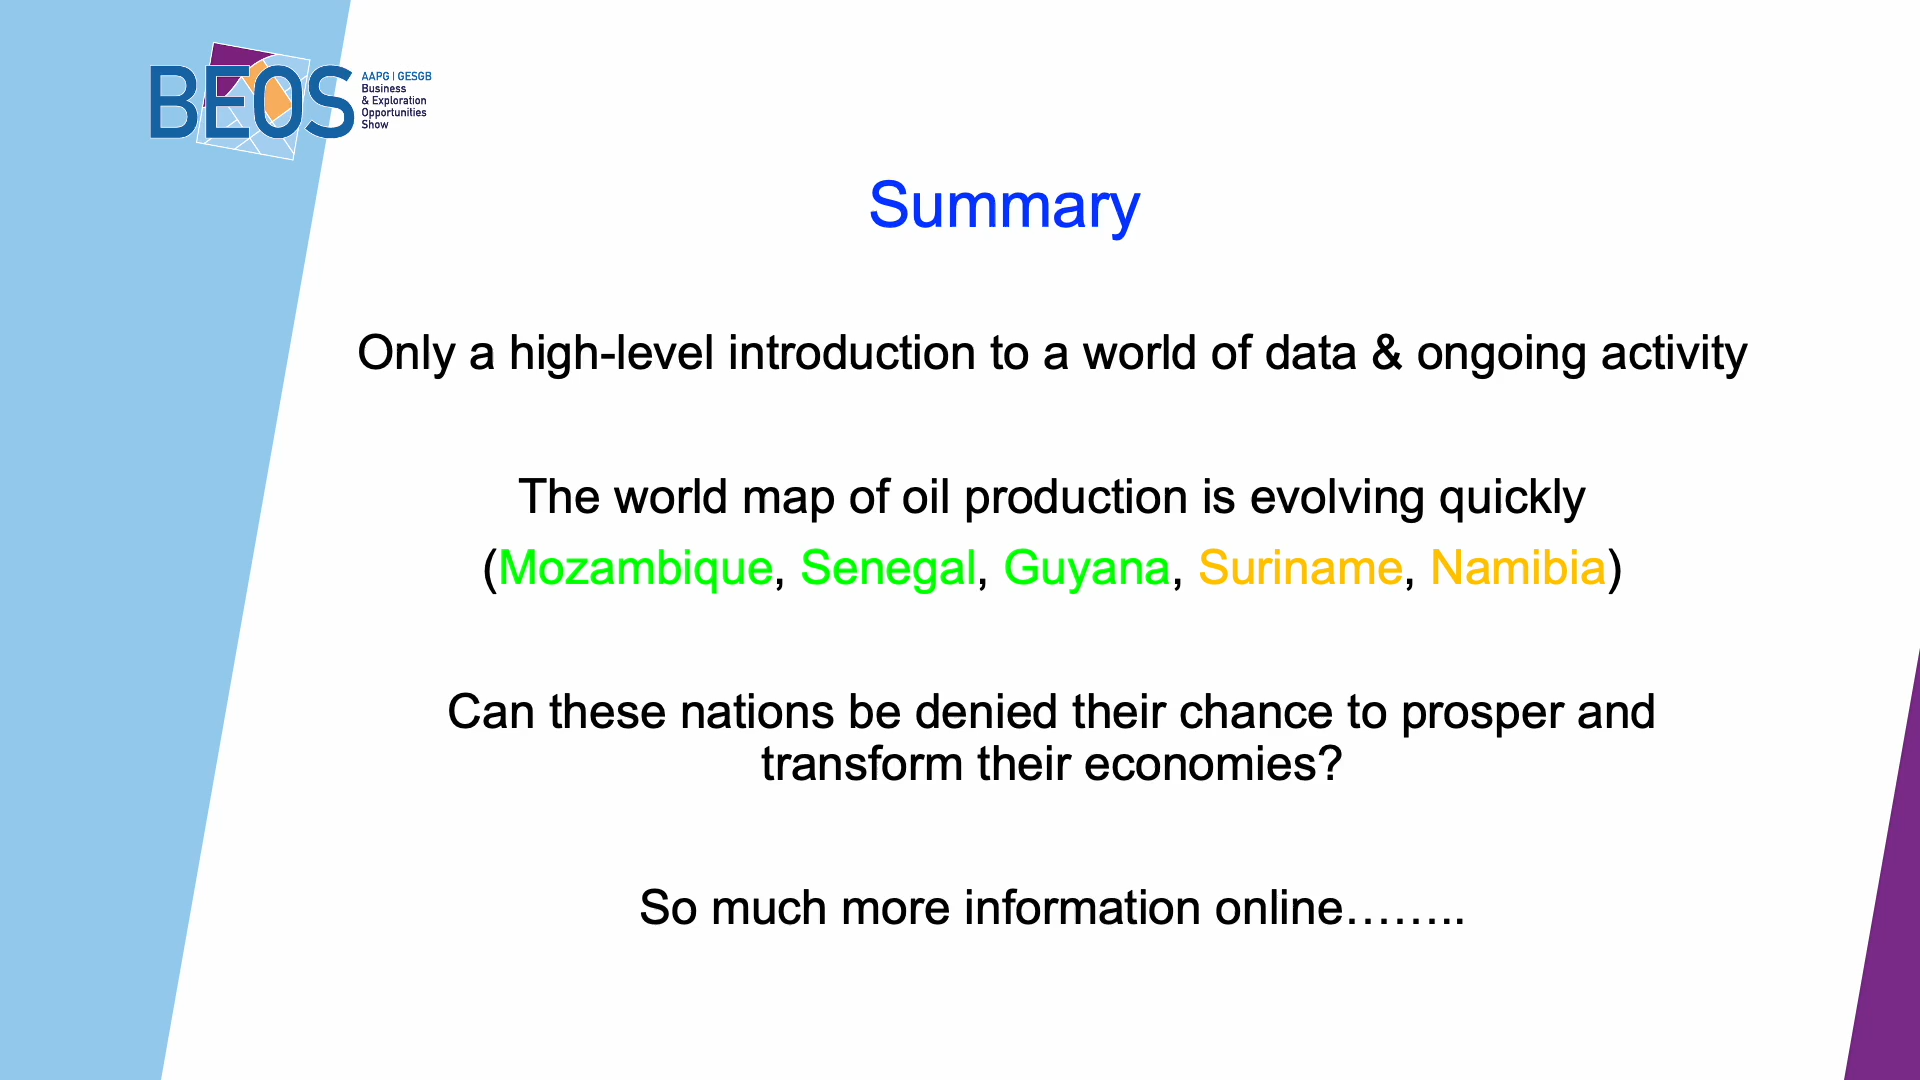 BEOS
AAPG | GESGB
Business
& Exploration
Opportunities
Show
Summary
Only a high-level introduction to a world of data & ongoing activity
The world map of oil production is evolving quickly
(Mozambique, Senegal, Guyana, Suriname, Namibia)
Can these nations be denied their chance to prosper and
transform their economies?
So much more information online……..